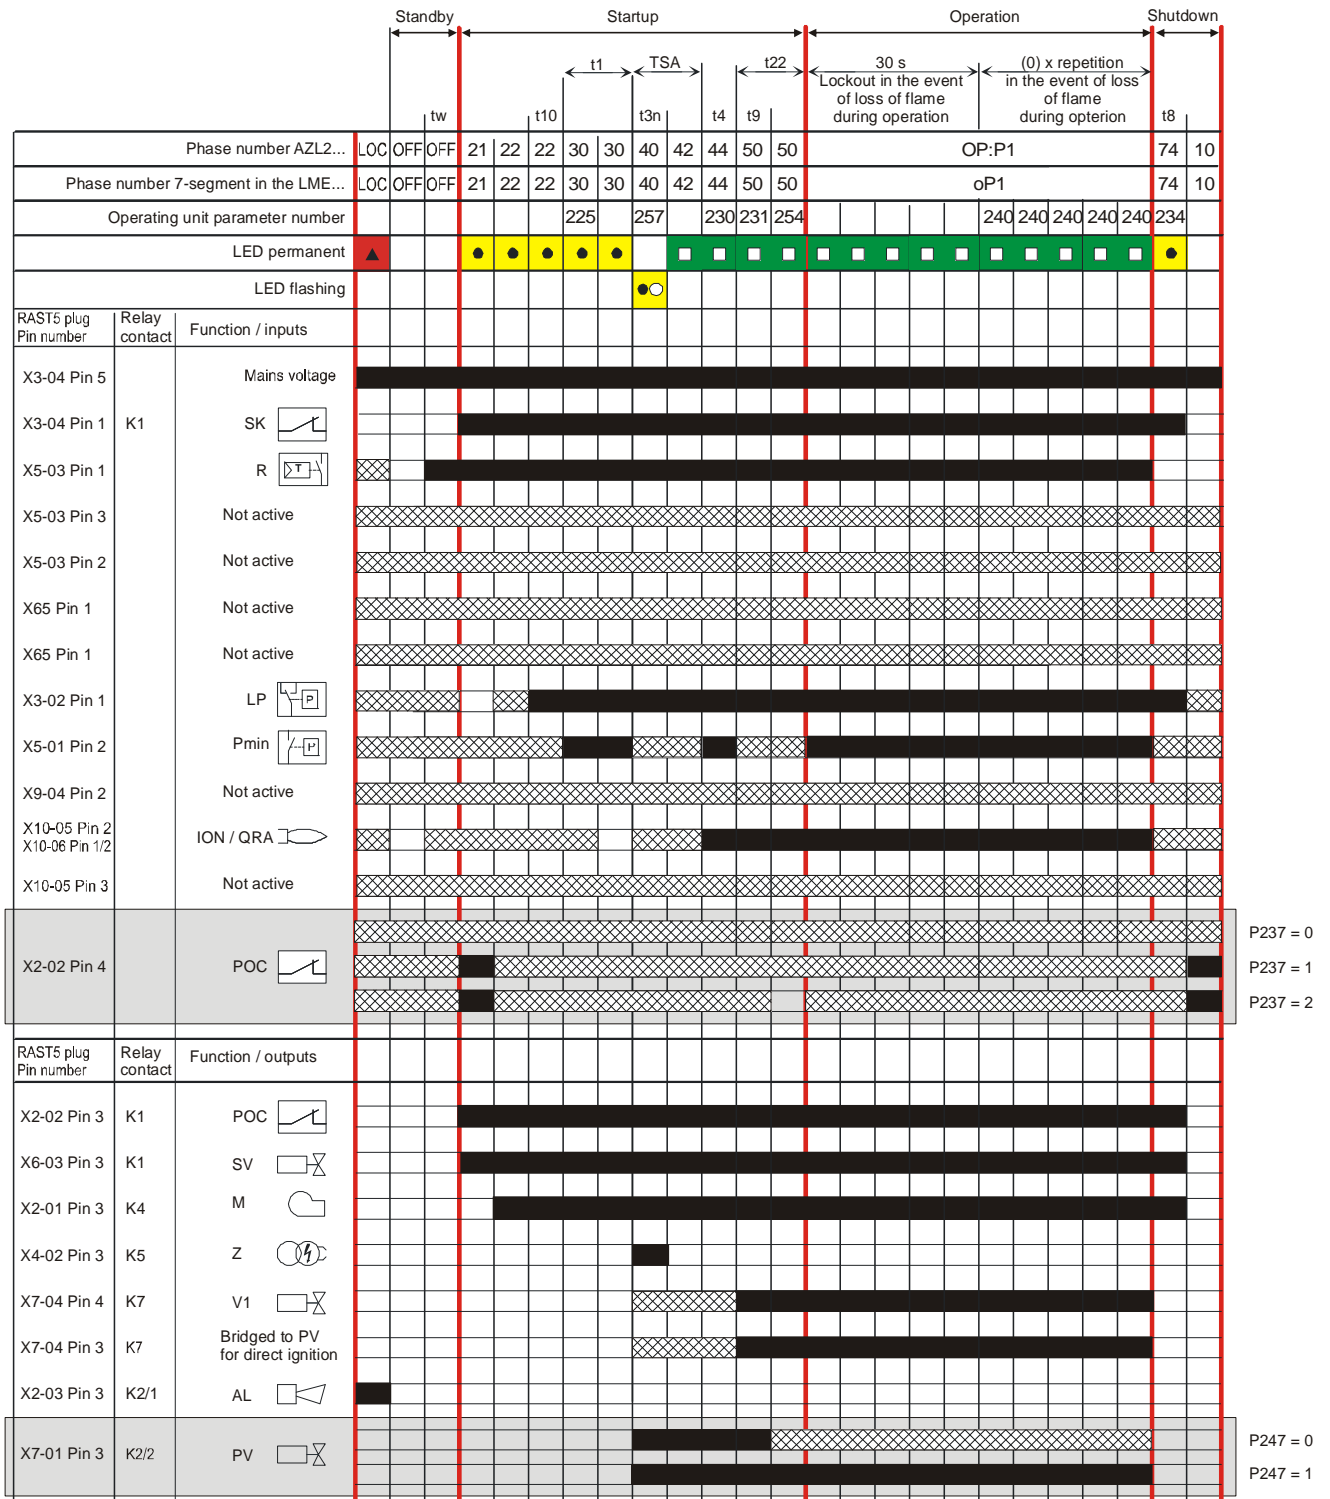 Standby Startup Operation Shutdown
t1 TSA t22 30 s (0) x repetition
Lockout in the event in the event of loss
of loss of flame of flame
tw t10 t3n t4 t9 during operation during opterion t8
Phase number AZL2... LOC OFF OFF 21 22 22 30 30 40 42 44 50 50 OP:P1 74 10
Phase number 7-segment in the LME... LOC OFF OFF 21 22 22 30 30 40 42 44 50 50 oP1 74 10
Operating unit parameter number 225 257 230 231 254 240 240 240 240 240 234
LED permanent
LED flashing
RAST5 plug Relay Function / inputs
Pin number contact
X3-04 Pin 5 Mains voltage
X3-04 Pin 1 K1 SK
X5-03 Pin 1 R T
X5-03 Pin 3 Not active
X5-03 Pin 2 Not active
X65 Pin 1 Not active
X65 Pin 1 Not active
X3-02 Pin 1 LP P
X5-01 Pin 2 Pmin P
X9-04 Pin 2 Not active
X10-05 Pin 2 ION / QRA
X10-06 Pin 1/2
X10-05 Pin 3 Not active
P237 = 0
X2-02 Pin 4 POC P237 = 1
P237 = 2
RAST5 plug Relay Function / outputs
Pin number contact
X2-02 Pin 3 K1 POC
X6-03 Pin 3 K1 SV
X2-01 Pin 3 K4 M
X4-02 Pin 3 K5 Z
X7-04 Pin 4 K7 V1
X7-04 Pin 3 K7 Bridged to PV
for direct ignition
X2-03 Pin 3 K2/1 AL
P247 = 0
X7-01 Pin 3 K2/2 PV
P247 = 1